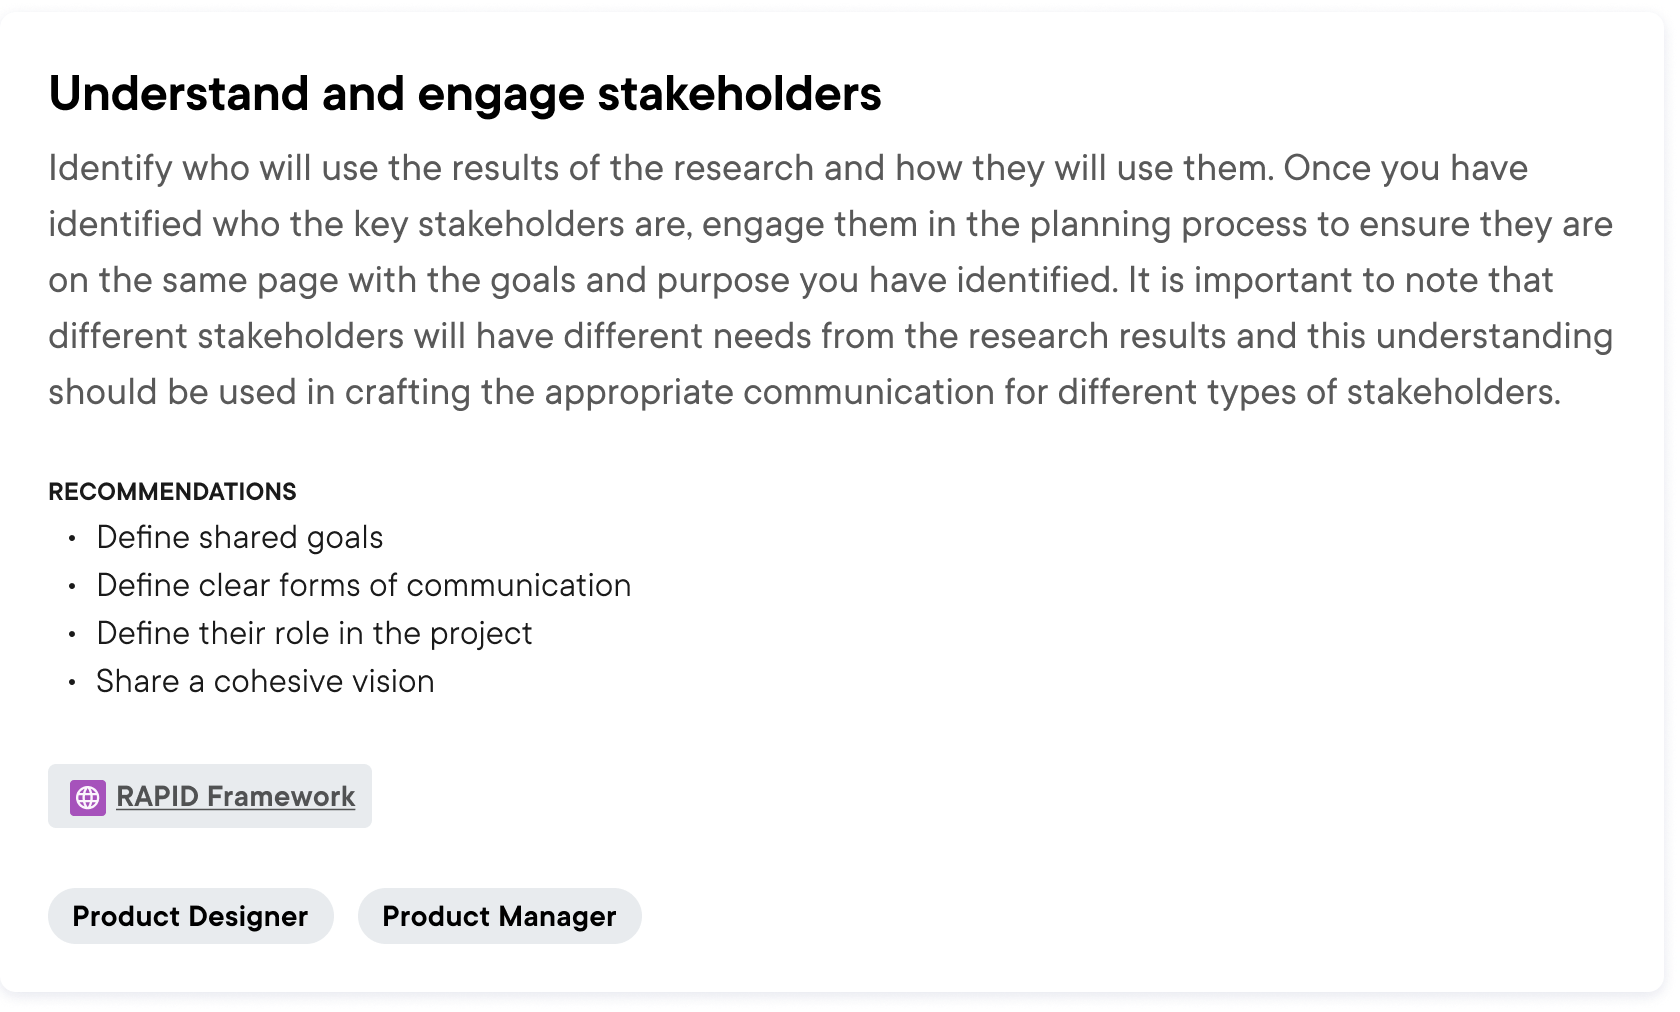 Understand and engage stakeholders
Identify who will use the results of the research and how they will use them. Once you have
identified who the key stakeholders are, engage them in the planning process to ensure they are
on the same page with the goals and purpose you have identified. It is important to note that
different stakeholders will have different needs from the research results and this understanding
should be used in crafting the appropriate communication for different types of stakeholders.
RECOMMENDATIONS
• Define shared goals
• Define clear forms of communication
• Define their role in the project
• Share a cohesive vision
RAPID Framework
Product Designer Product Manager